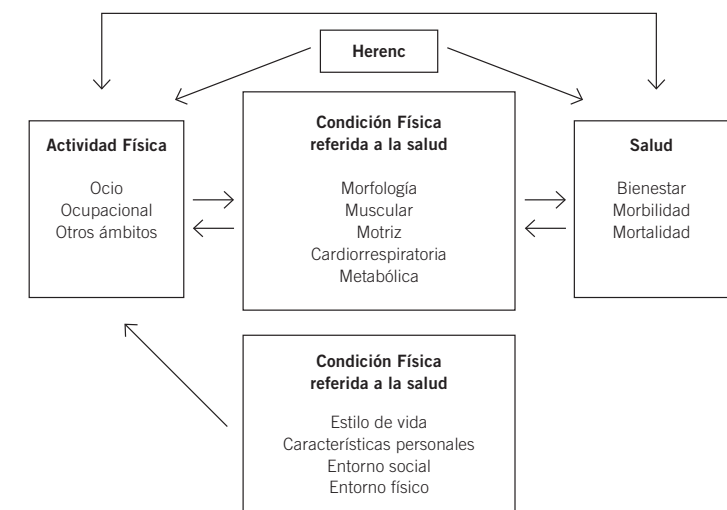 Herenc
Actividad Física
Ocio
Ocupacional
Otros ámbitos
Condición Física
referida a la salud
Morfología
Muscular
Motriz
Cardiorrespiratoria
Metabólica
Salud
Bienestar
Morbilidad
Mortalidad
Condición Física
referida a la salud
Estilo de vida
Características personales
Entorno social
Entorno físico